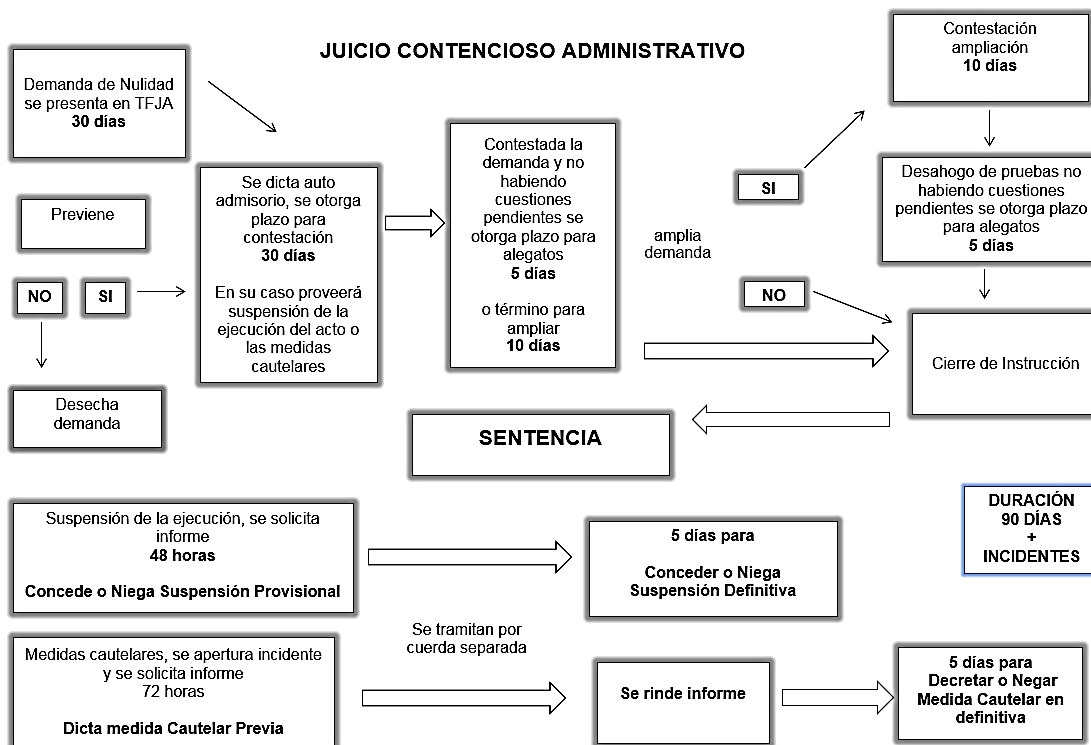 JUICIO CONTENCIOSO ADMINISTRATIVO
Demanda de Nulidad
se presenta en TFJA
30 días
Previene
NO
SI
Desecha
demanda
Se dicta auto
admisorio, se otorga
plazo para
contestación
30 días
En su caso proveerá
suspensión de la
ejecución del acto o
las medidas
cautelares
Contestada la
demanda y no
habiendo
cuestiones
pendientes se
otorga plazo para
alegatos
5 días
o término para
ampliar
10 días
amplia
demanda
SI
NO
Contestación
ampliación
10 días
Desahogo de pruebas no
habiendo cuestiones
pendientes se otorga plazo
para alegatos
5 días
Cierre de Instrucción
SENTENCIA
DURACIÓN
90 DÍAS
+
INCIDENTES
Suspensión de la ejecución, se solicita
informe
48 horas
Concede o Niega Suspensión Provisional
5 días para
Conceder o Niega
Suspensión Definitiva
Se tramitan por
cuerda separada
Medidas cautelares, se apertura incidente
y se solicita informe
72 horas
Dicta medida Cautelar Previa
Se rinde informe
5 días para
Decretar o Negar
Medida Cautelar en
definitiva